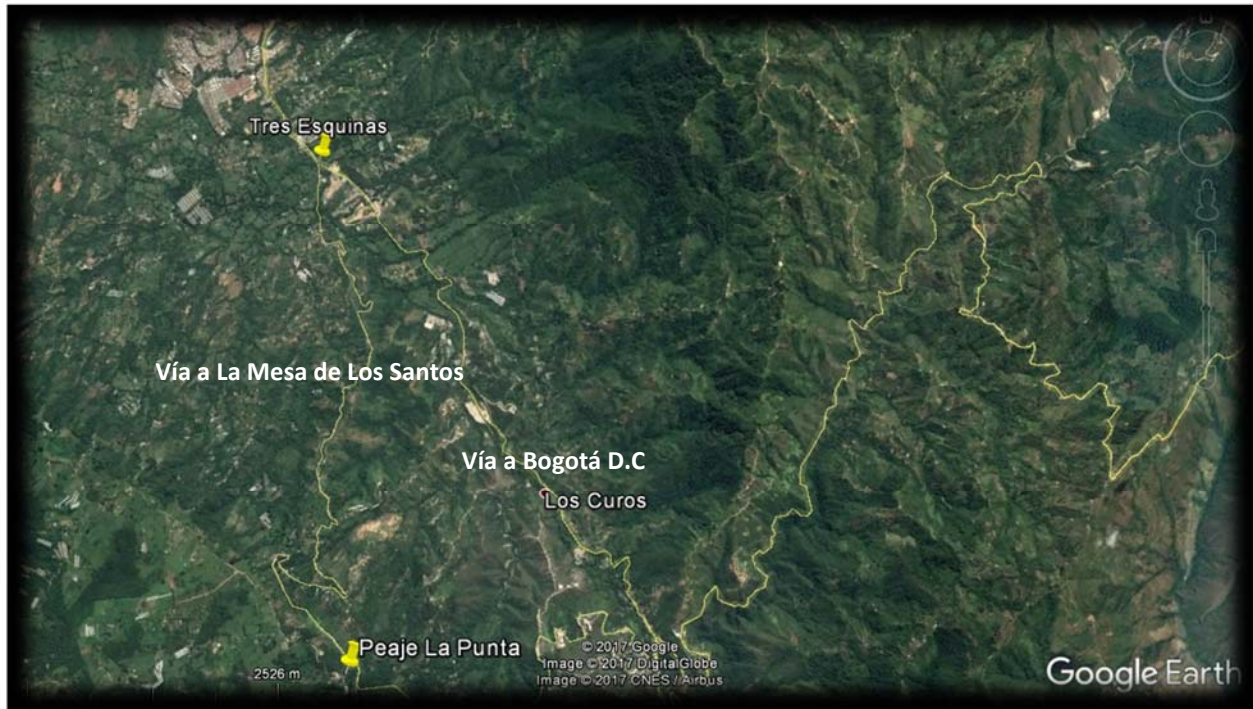 Tres Esquinas
Vía a La Mesa de Los Santos
Vía a Bogotá D.C
Los Curos
Peaje La Punta
2526 m
© 2017 Google
Image © 2017 DigitalGlobe
Image © 2017 CNES / Airbus
Google Earth